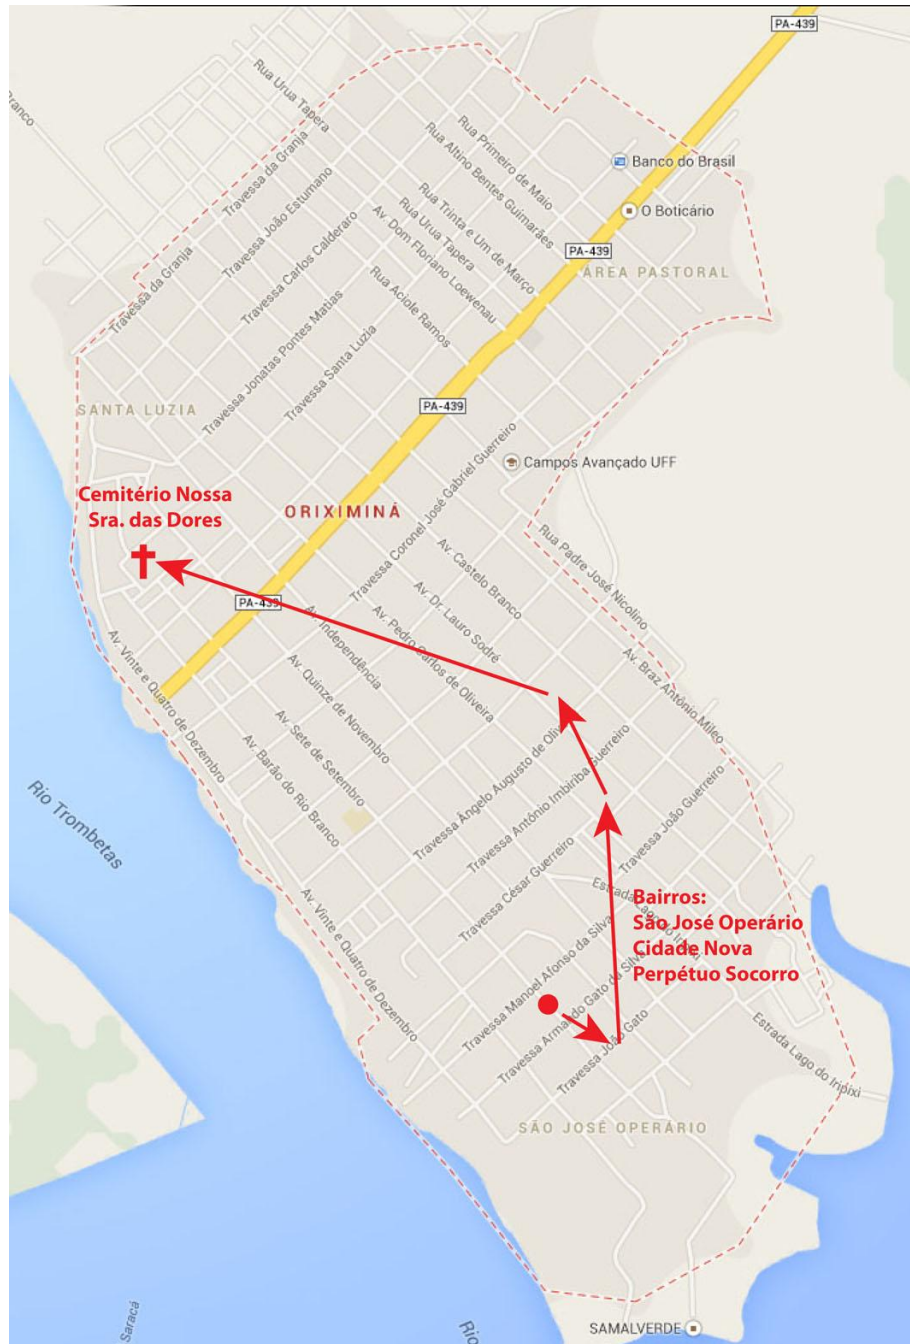 PA-439
Branco
Rua Urua Tapera
Rua Primeiro de Maio
Rua Altino Bentes Guimarães
Banco do Brasil
O Boticário
Travessa da Granja
Travessa João Estumano
Rua Trinta e Um de Março
Rua Urua Tapera
Av. Dom Floriano Loewenau
PA-439
ÁREA PASTORAL
Travessa da Granja
Travessa Carlos Calderaro
Rua Aciole Ramos
Travessa Jonatas Pontes Matias
Travessa Santa Luzia
SANTA LUZIA
PA-439
Travessa Coronel José Gabriel Guerreiro
Campos Avançado UFF
Cemitério Nossa
Sra. das Dores
ORIXIMINÁ
Rua Padre José Nicolino
Av. Castelo Branco
Av. Dr. Lauro Sodré
PA-439
Av. Independência
Av. Pedro Carlos de Oliveira
Av. Braz Antônio Mileo
Av. Vinte e Quatro de Dezembro
Av. Quinze de Novembro
Av. Sete de Setembro
Av. Barão do Rio Branco
Travessa Ângelo Augusto de Oliv
Travessa Antônio Imbiriba Guerreiro
Travessa João Guerreiro
Rio Trombetas
Travessa César Guerreiro
Estrada Lago do Iripixi
Bairros:
São José Operário
Cidade Nova
Perpétuo Socorro
Av. Vinte e Quatro de Dezembro
Travessa Manoel Afonso da Silva
Travessa Armando Gato da Silva
Travessa João Gato
Estrada Lago do Iripixi
SÃO JOSÉ OPERÁRIO
Saracá
Rio
SAMALVERDE